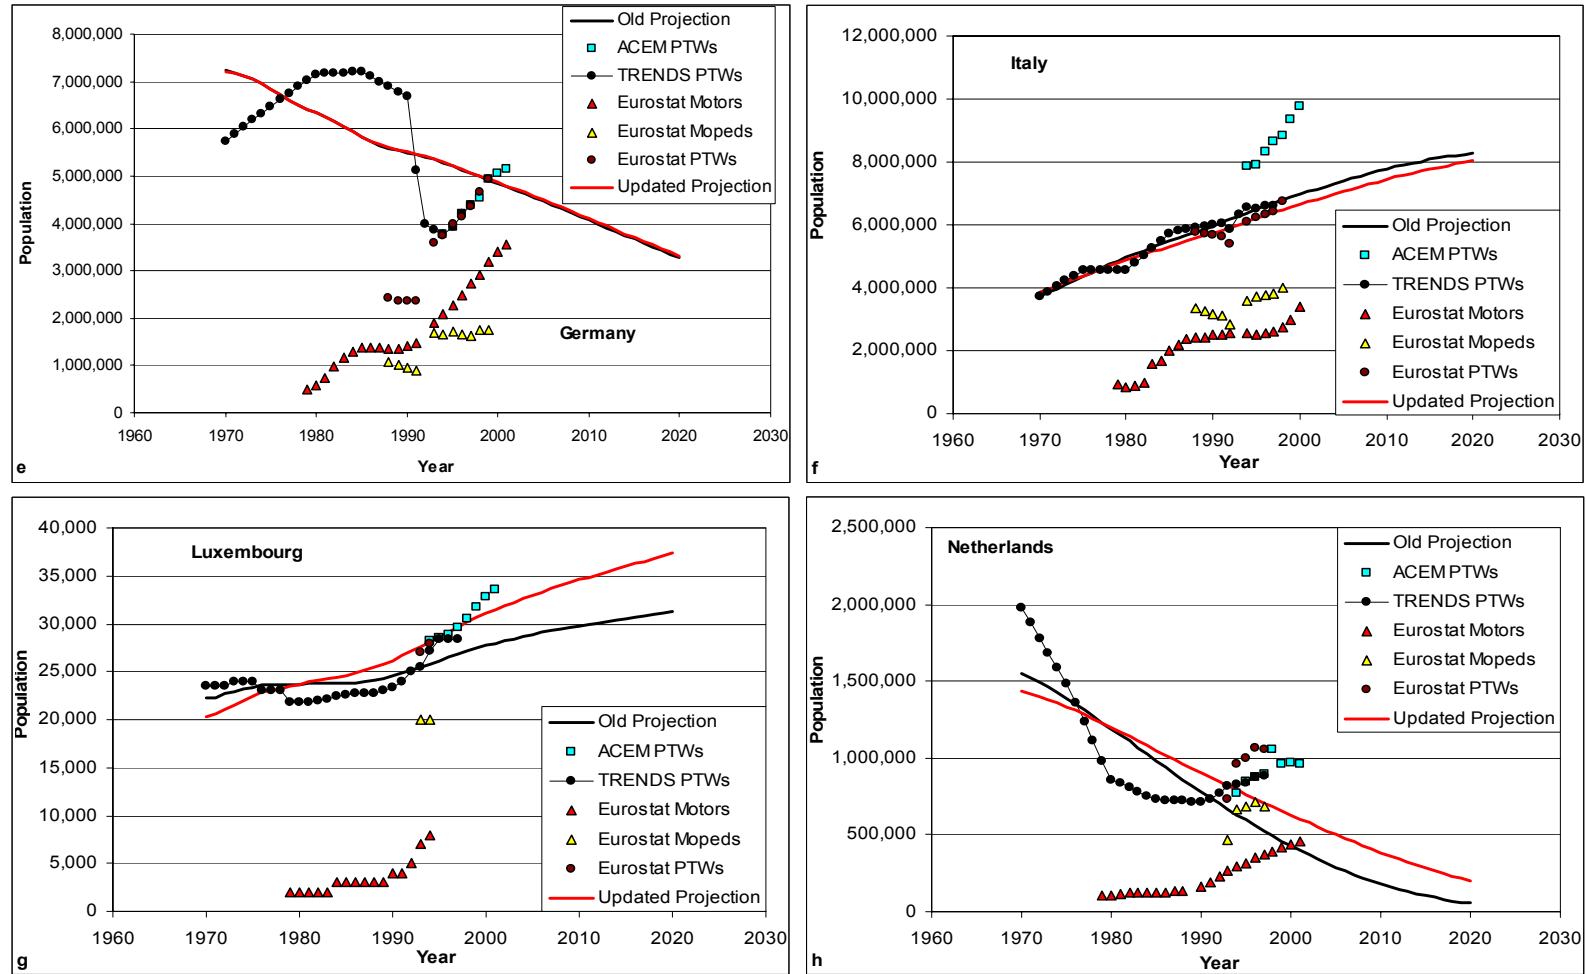 8,000,000
7,000,000
6,000,000
5,000,000
4,000,000
3,000,000
2,000,000
1,000,000
0
Population
1960 1970 1980 1990 2000 2010 2020 2030
Year
Old Projection
ACEM PTWs
TRENDS PTWs
Eurostat Motors
Eurostat Mopeds
Eurostat PTWs
Updated Projection
Germany
e
12,000,000
10,000,000
8,000,000
6,000,000
4,000,000
2,000,000
0
Population
1960 1970 1980 1990 2000 2010 2020 2030
Year
Italy
Old Projection
ACEM PTWs
TRENDS PTWs
Eurostat Motors
Eurostat Mopeds
Eurostat PTWs
Updated Projection
f
40,000
35,000
30,000
25,000
20,000
15,000
10,000
5,000
0
Population
1960 1970 1980 1990 2000 2010 2020 2030
Year
Luxembourg
Old Projection
ACEM PTWs
TRENDS PTWs
Eurostat Motors
Eurostat Mopeds
Eurostat PTWs
Updated Projection
g
2,500,000
2,000,000
1,500,000
1,000,000
500,000
0
Population
1960 1970 1980 1990 2000 2010 2020 2030
Year
Netherlands
Old Projection
ACEM PTWs
TRENDS PTWs
Eurostat Motors
Eurostat Mopeds
Eurostat PTWs
Updated Projection
h